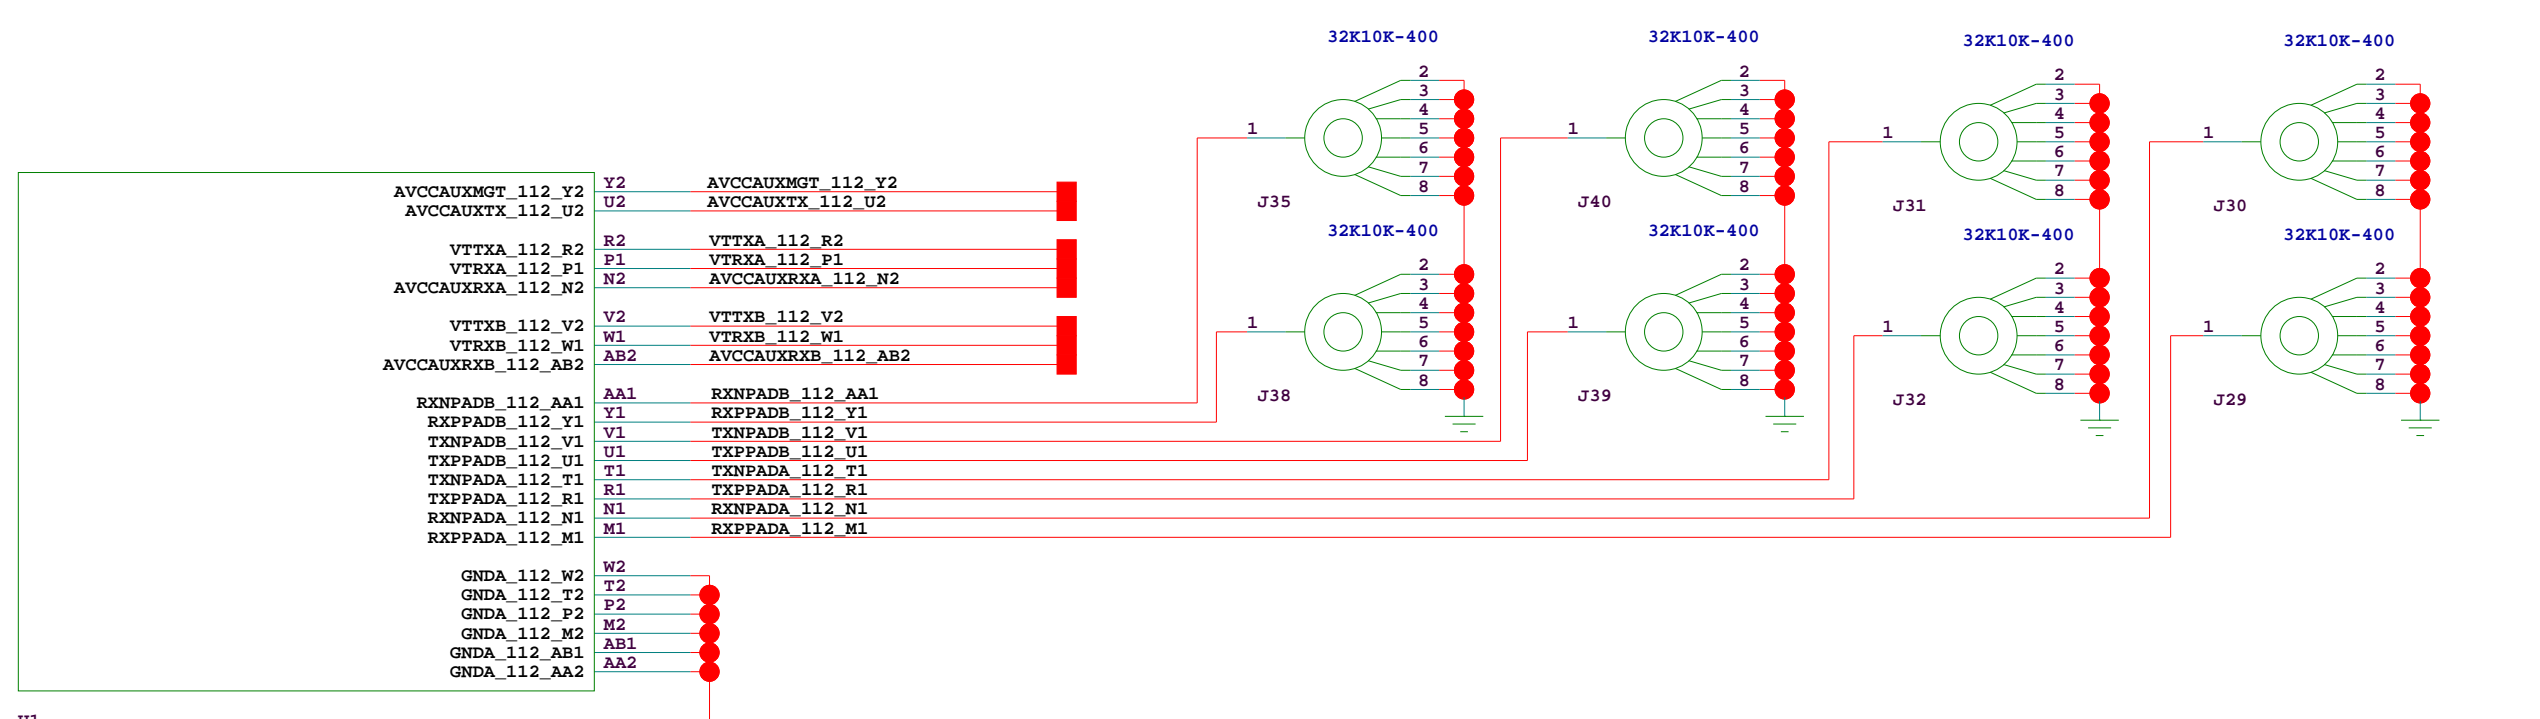 32K10K-400 32K10K-400 32K10K-400 32K10K-400
2 2 2 2
3 3 3 3
4 4 4 4
1 5 1 5 1 5 1 5
6 6 6 6
7 7 7 7
8 8 8 8
J35 J40 J31 J30
32K10K-400 32K10K-400 32K10K-400 32K10K-400
2 2 2 2
3 3 3 3
4 4 4 4
1 5 1 5 1 5 1 5
6 6 6 6
7 7 7 7
8 8 8 8
J38 J39 J32 J29
AVCCAUXMGT_112_Y2 Y2 AVCCAUXMGT_112_Y2
AVCCAUXTX_112_U2 U2 AVCCAUXTX_112_U2
VTTXA_112_R2 R2 VTTXA_112_R2
VTRXA_112_P1 P1 VTRXA_112_P1
AVCCAUXRXA_112_N2 N2 AVCCAUXRXA_112_N2
VTTXB_112_V2 V2 VTTXB_112_V2
VTRXB_112_W1 W1 VTRXB_112_W1
AVCCAUXRXB_112_AB2 AB2 AVCCAUXRXB_112_AB2
RXNPADB_112_AA1 AA1 RXNPADB_112_AA1
RXPPADB_112_Y1 Y1 RXPPADB_112_Y1
TXNPADB_112_V1 V1 TXNPADB_112_V1
TXPPADB_112_U1 U1 TXPPADB_112_U1
TXNPADA_112_T1 T1 TXNPADA_112_T1
TXPPADA_112_R1 R1 TXPPADA_112_R1
RXNPADA_112_N1 N1 RXNPADA_112_N1
RXPPADA_112_M1 M1 RXPPADA_112_M1
GNDA_112_W2 W2
GNDA_112_T2 T2
GNDA_112_P2 P2
GNDA_112_M2 M2
GNDA_112_AB1 AB1
GNDA_112_AA2 AA2